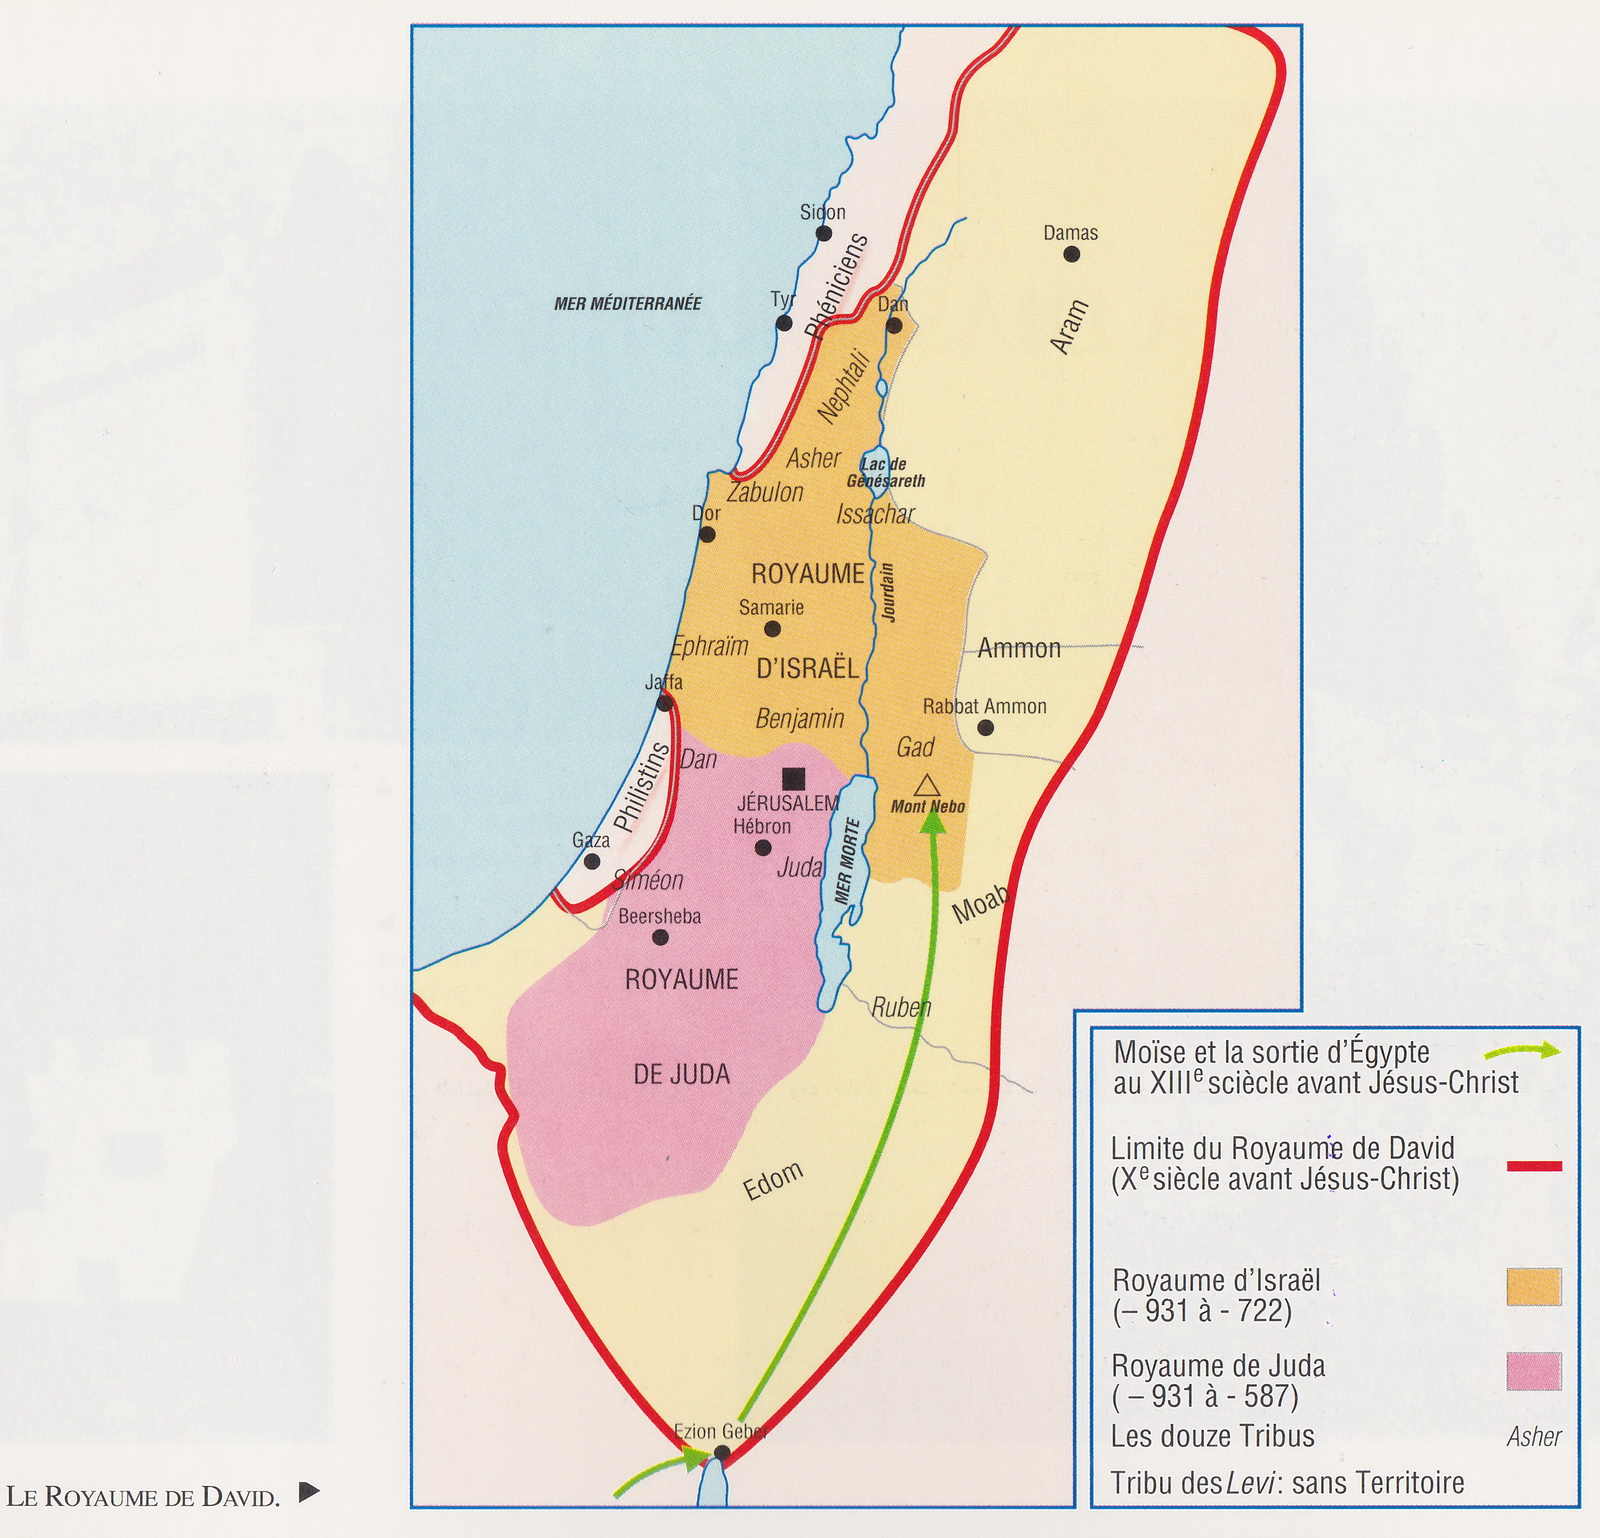 Sidon
Damas
Phéniciens
MER MÉDITERRANÉE
Tyr
Dan
Aram
Nephtali
Asher
Lac de
Génésareth
Zabulon
Dor
Issachar
ROYAUME
Jourdain
Samarie
Ephraïm
D'ISRAËL
Ammon
Jaffa
Rabbat Ammon
Benjamin
Gad
Dan
Philistins
JÉRUSALEM
Mont Nebo
Hébron
Gaza
Juda
MER MORTE
Siméon
Moab
Beersheba
ROYAUME
Ruben
DE JUDA
Edom
Ezion Geber
Moïse et la sortie d'Égypte
au XIIIe sciècle avant Jésus-Christ
Limite du Royaume de David
(Xe siècle avant Jésus-Christ)
Royaume d'Israël
(– 931 à - 722)
Royaume de Juda
( – 931 à - 587)
Les douze Tribus Asher
Tribu des Levi : sans Territoire
LE ROYAUME DE DAVID.